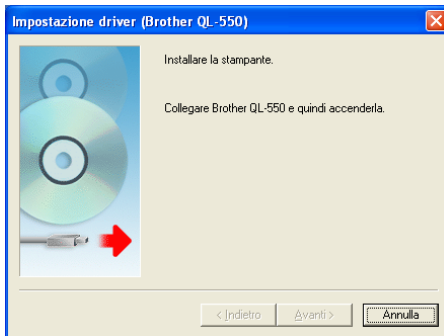 Impostazione driver (Brother QL-550)
Installare la stampante.
Collegare Brother QL-550 e quindi accenderla.
< Indietro
Avanti >
Annulla